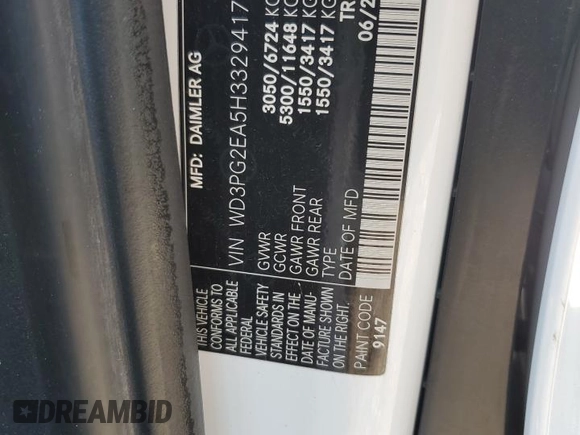 MFD: DAIMLER AG
VIN WD3PG2EA5H3329417
GVWR 3050/6724 KG
GCWR 5300/11648 KG
GAWR FRONT 1550/3417 KG
GAWR REAR 1550/3417 KG
TYPE TR
DATE OF MFD 06/2
THIS VEHICLE
CONFORMS TO
ALL APPLICABLE
FEDERAL
VEHICLE SAFETY
STANDARDS IN
EFFECT ON THE
DATE OF MANU-
FACTURE SHOWN
ON THE RIGHT.
PAINT CODE
9147
DREAMBID